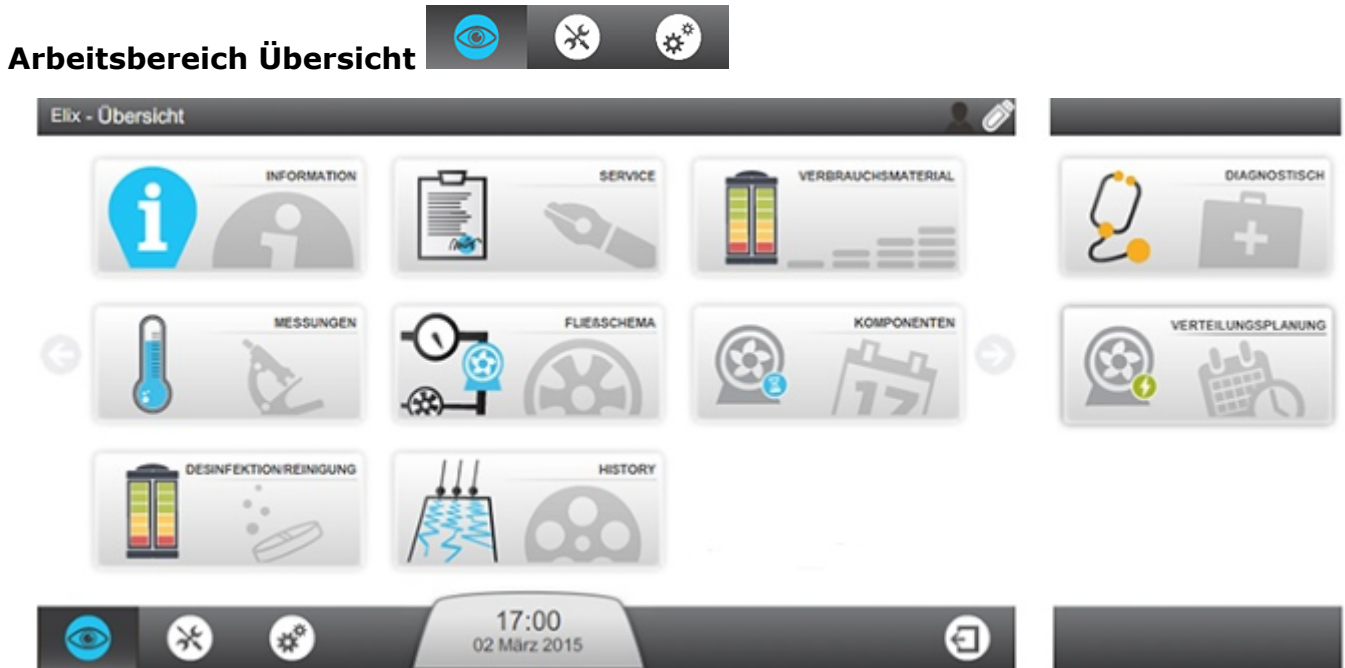 Arbeitsbereich Übersicht
Elix - Übersicht
INFORMATION
SERVICE
VERBRAUCHSMATERIAL
DIAGNOSTISCH
MESSUNGEN
FLIEßSCHEMA
KOMPONENTEN
17
VERTEILUNGSPLANUNG
DESINFEKTION/REINIGUNG
HISTORY
17:00
02 März 2015